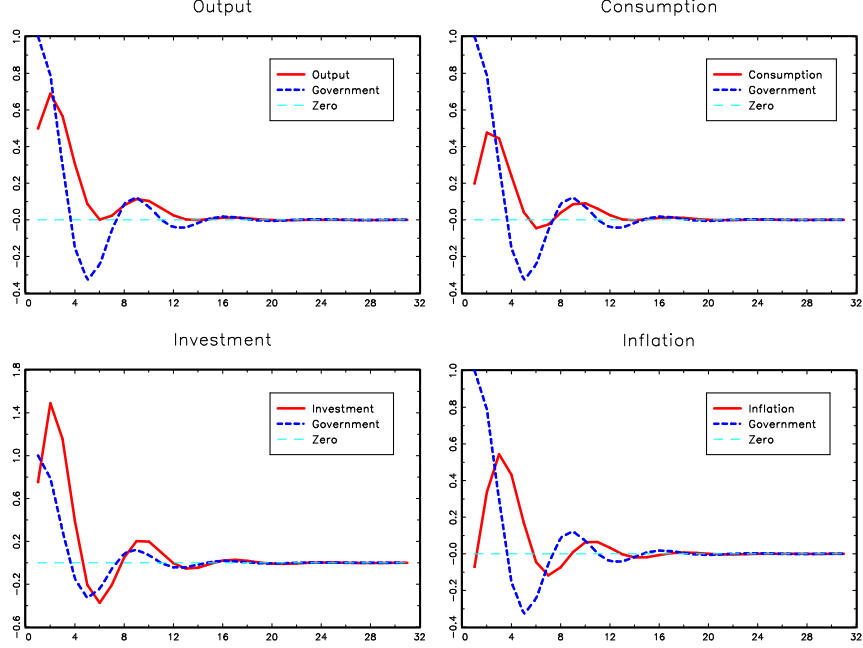 Output
1.0
0.8
0.6
0.4
0.2
-0.0
-0.2
-0.4
Output
Government
Zero
0 4 8 12 16 20 24 28 32
Consumption
1.0
0.8
0.6
0.4
0.2
-0.0
-0.2
-0.4
Consumption
Government
Zero
0 4 8 12 16 20 24 28 32
Investment
1.8
1.4
1.0
0.6
0.2
-0.2
-0.6
Investment
Government
Zero
0 4 8 12 16 20 24 28 32
Inflation
1.0
0.8
0.6
0.4
0.2
-0.0
-0.2
-0.4
Inflation
Government
Zero
0 4 8 12 16 20 24 28 32